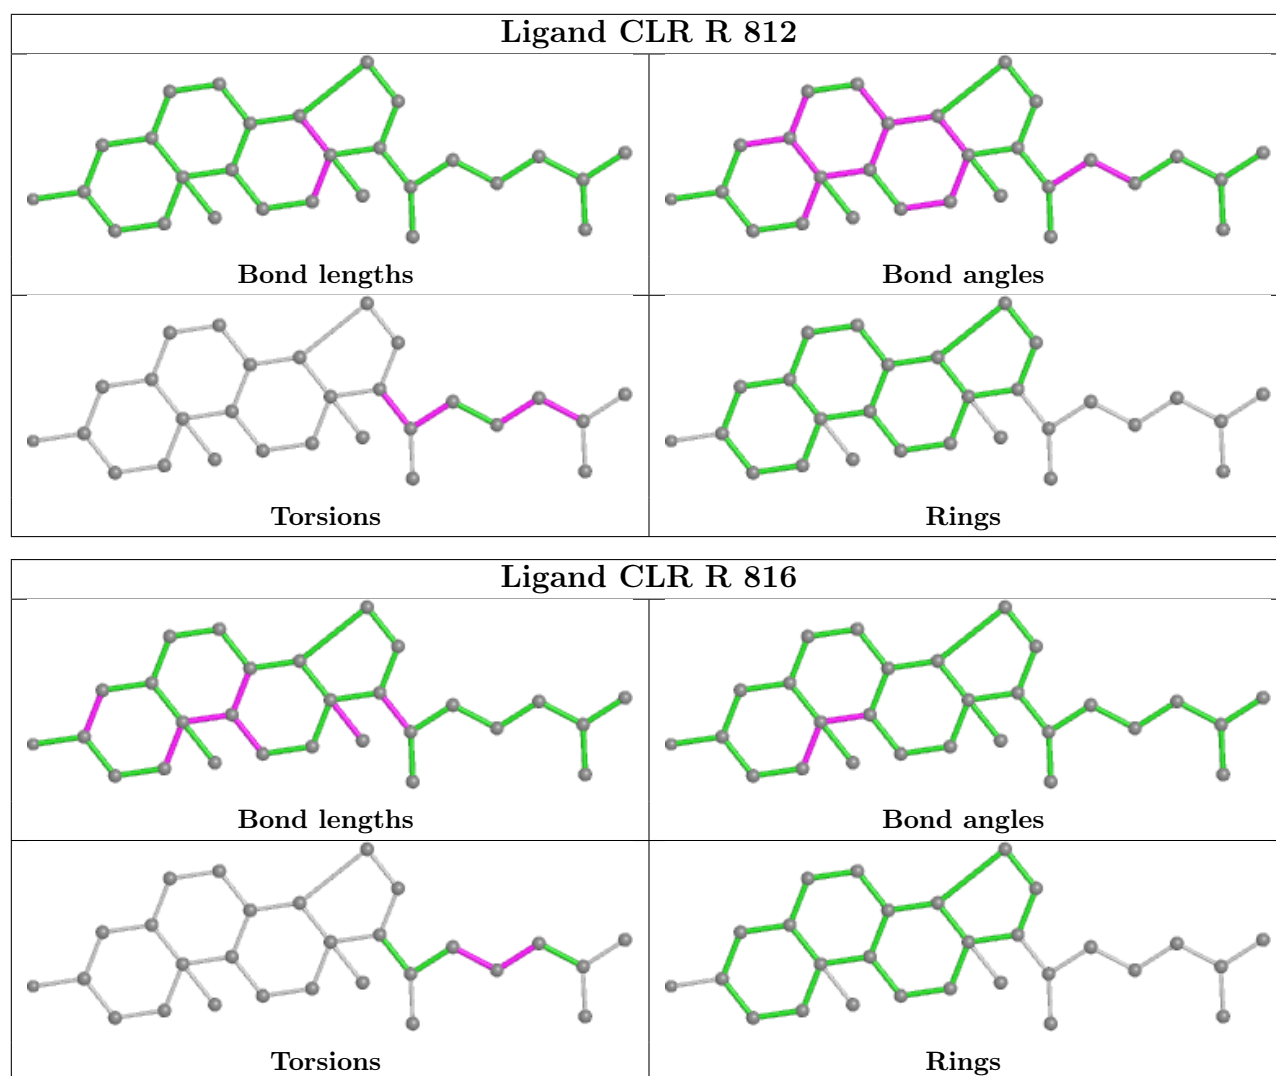 Ligand CLR R 812
Bond lengths
Bond angles
Torsions
Rings
Ligand CLR R 816
Bond lengths
Bond angles
Torsions
Rings